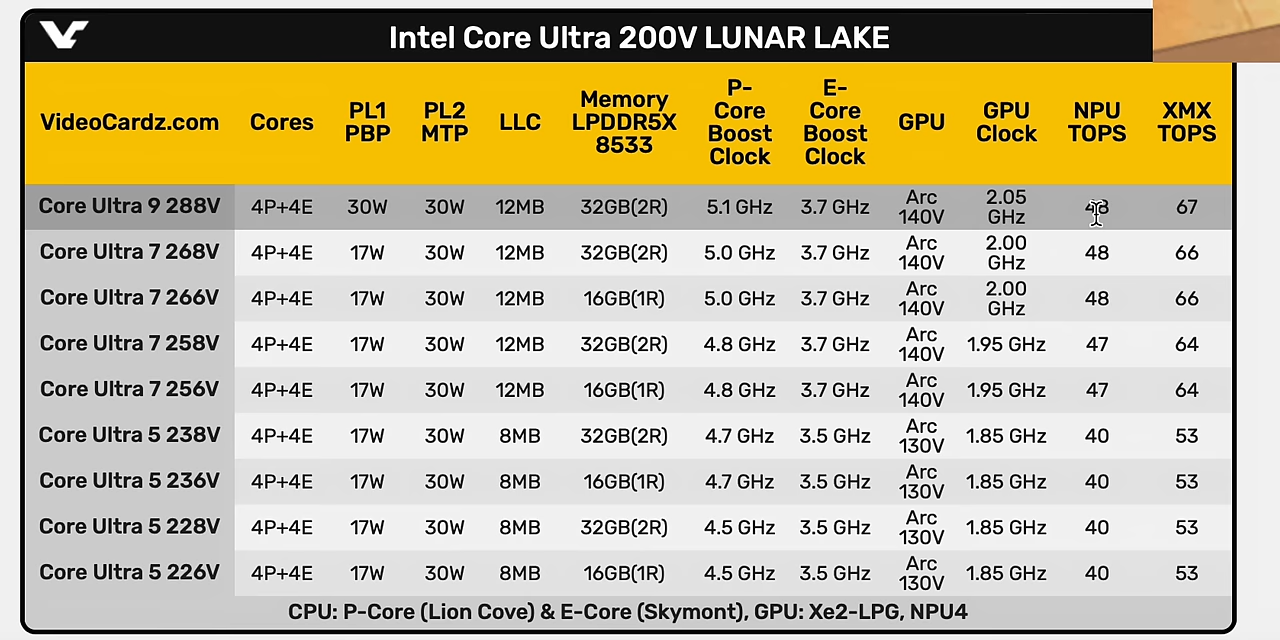 Intel Core Ultra 200V LUNAR LAKE
VideoCardz.com Cores PL1 PBP PL2 MTP LLC Memory LPDDR5X 8533 P-Core Boost Clock E-Core Boost Clock GPU GPU Clock NPU TOPS XMX TOPS
Core Ultra 9 288V 4P+4E 30W 30W 12MB 32GB(2R) 5.1 GHz 3.7 GHz Arc 140V 2.05 GHz 67
Core Ultra 7 268V 4P+4E 17W 30W 12MB 32GB(2R) 5.0 GHz 3.7 GHz Arc 140V 2.00 GHz 48 66
Core Ultra 7 266V 4P+4E 17W 30W 12MB 16GB(1R) 5.0 GHz 3.7 GHz Arc 140V 2.00 GHz 48 66
Core Ultra 7 258V 4P+4E 17W 30W 12MB 32GB(2R) 4.8 GHz 3.7 GHz Arc 140V 1.95 GHz 47 64
Core Ultra 7 256V 4P+4E 17W 30W 12MB 16GB(1R) 4.8 GHz 3.7 GHz Arc 140V 1.95 GHz 47 64
Core Ultra 5 238V 4P+4E 17W 30W 8MB 32GB(2R) 4.7 GHz 3.5 GHz Arc 130V 1.85 GHz 40 53
Core Ultra 5 236V 4P+4E 17W 30W 8MB 16GB(1R) 4.7 GHz 3.5 GHz Arc 130V 1.85 GHz 40 53
Core Ultra 5 228V 4P+4E 17W 30W 8MB 32GB(2R) 4.5 GHz 3.5 GHz Arc 130V 1.85 GHz 40 53
Core Ultra 5 226V 4P+4E 17W 30W 8MB 16GB(1R) 4.5 GHz 3.5 GHz Arc 130V 1.85 GHz 40 53
CPU: P-Core (Lion Cove) & E-Core (Skymont), GPU: Xe2-LPG, NPU4